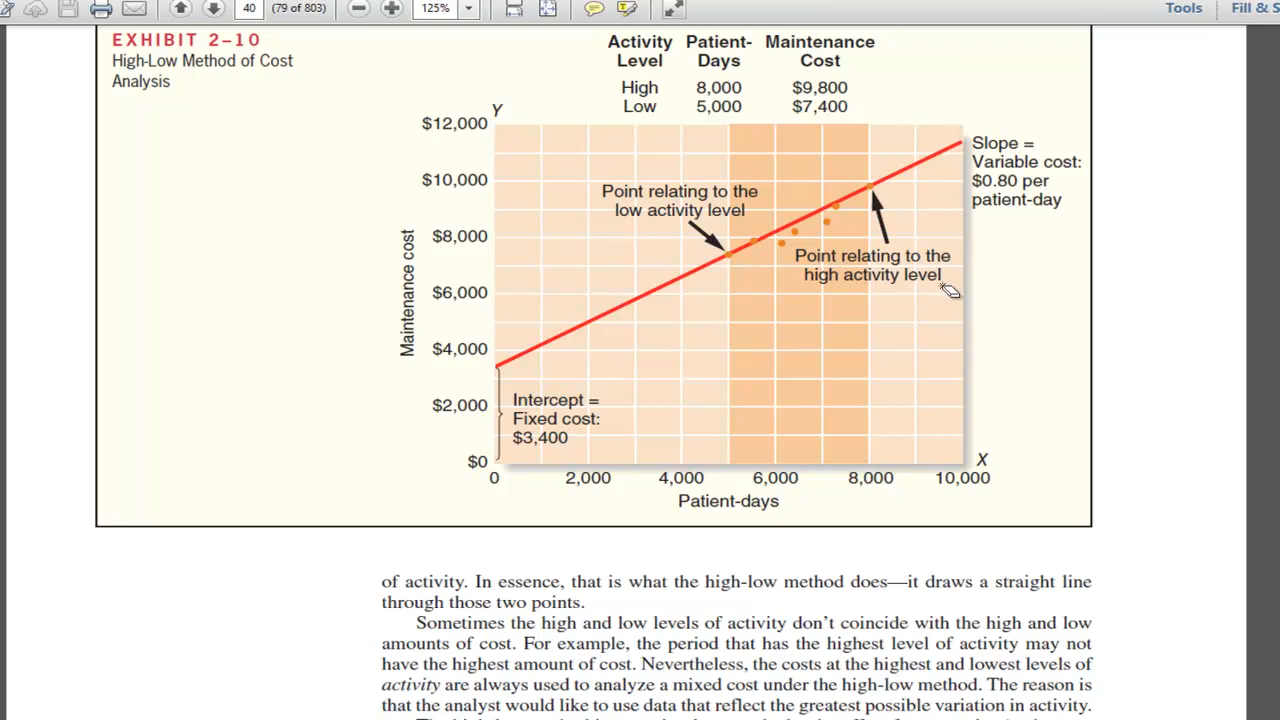 40 (79 of 803) 125% Tools Fill & S
EXHIBIT 2–10
High-Low Method of Cost
Analysis
Activity Patient- Maintenance
Level Days Cost
High 8,000 $9,800
Low 5,000 $7,400
Y
$12,000
$10,000
$8,000
$6,000
$4,000
$2,000
$0
Maintenance cost
Point relating to the
low activity level
Point relating to the
high activity level
Slope =
Variable cost:
$0.80 per
patient-day
Intercept =
Fixed cost:
$3,400
X
0 2,000 4,000 6,000 8,000 10,000
Patient-days
of activity. In essence, that is what the high-low method does—it draws a straight line
through those two points.
Sometimes the high and low levels of activity don’t coincide with the high and low
amounts of cost. For example, the period that has the highest level of activity may not
have the highest amount of cost. Nevertheless, the costs at the highest and lowest levels of
activity are always used to analyze a mixed cost under the high-low method. The reason is
that the analyst would like to use data that reflect the greatest possible variation in activity.